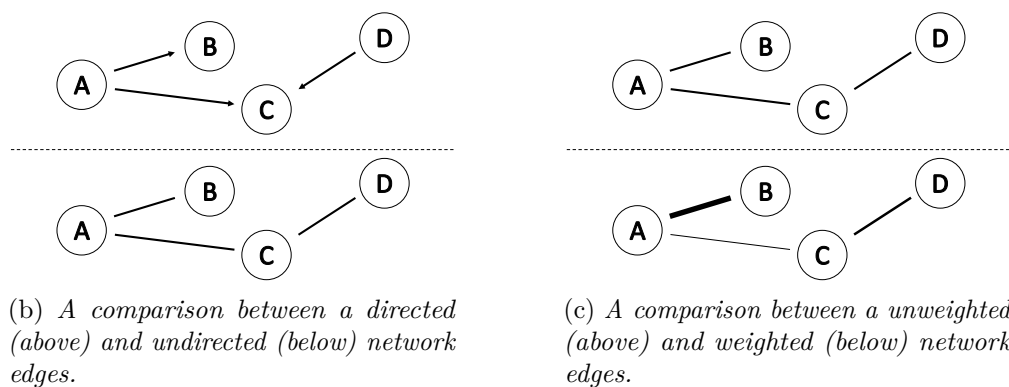 B
D
A
C
B
D
A
C
(b) A comparison between a directed
(above) and undirected (below) network
edges.
B
D
A
C
B
D
A
C
(c) A comparison between a unweighted
(above) and weighted (below) network
edges.